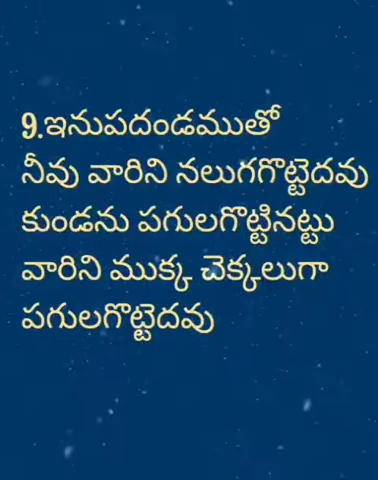 9.ఇనుపదండముతో
నీవు వారిని నలుగగొట్టెదవు
కుండను పగులగొట్టినట్టు
వారిని ముక్క చెక్కలుగా
పగులగొట్టెదవు